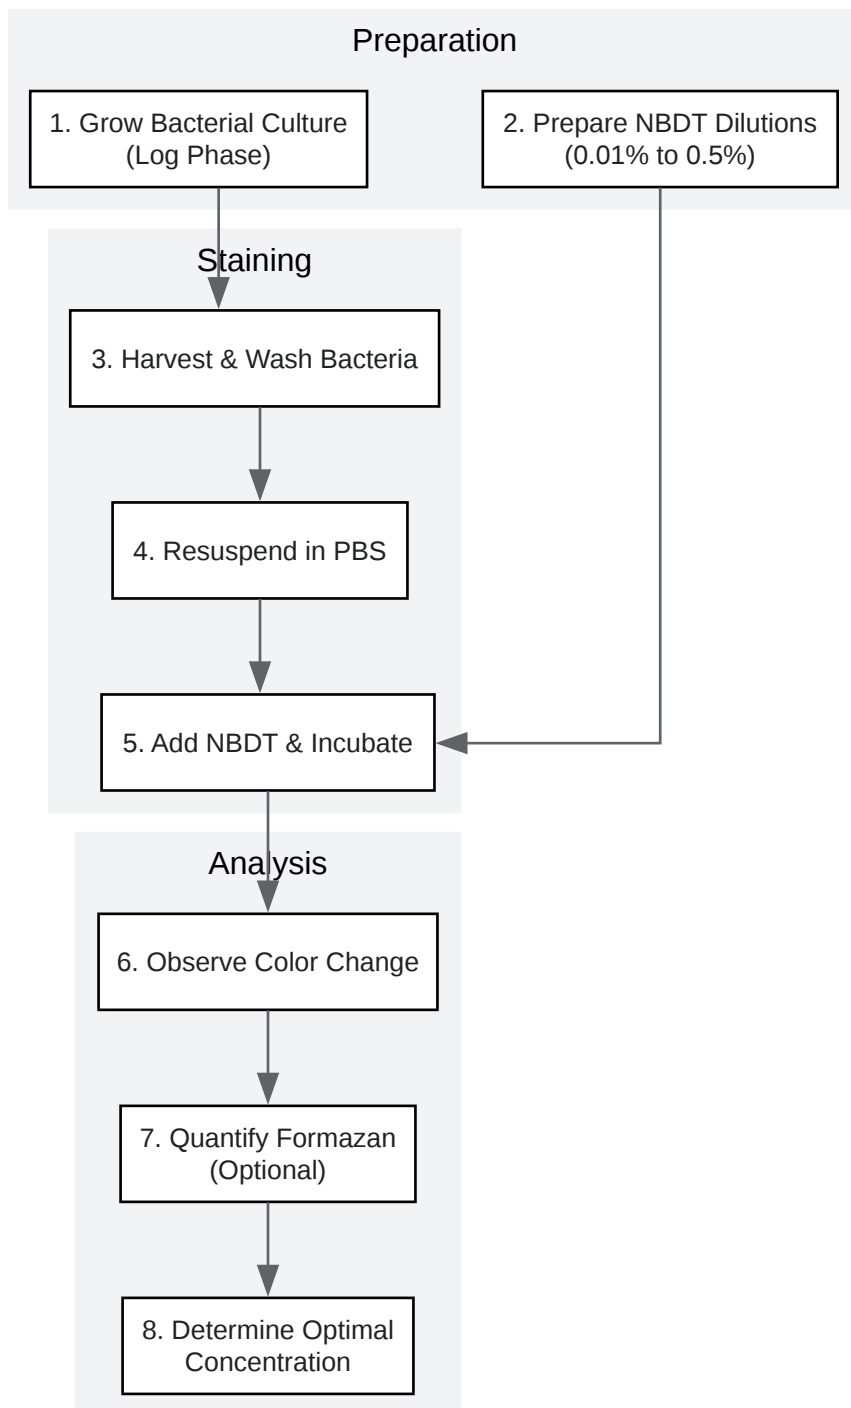 Preparation
1. Grow Bacterial Culture
(Log Phase)
2. Prepare NBDT Dilutions
(0.01% to 0.5%)
Staining
3. Harvest & Wash Bacteria
4. Resuspend in PBS
5. Add NBDT & Incubate
Analysis
6. Observe Color Change
7. Quantify Formazan
(Optional)
8. Determine Optimal
Concentration